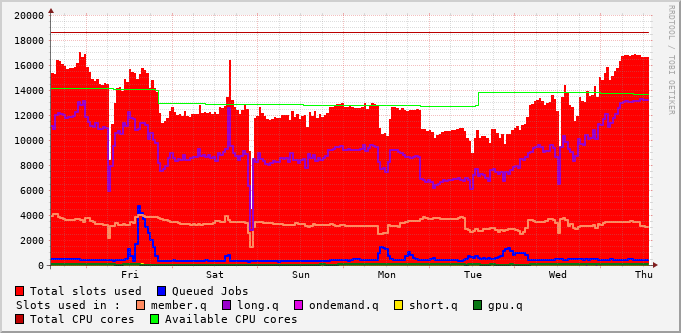 20000
18000
16000
14000
12000
10000
8000
6000
4000
2000
0
Fri Sat Sun Mon Tue Wed Thu
RRDTOOL / TOBI OETIKER
Total slots used Queued Jobs
Slots used in : member.q long.q ondemand.q short.q gpu.q
Total CPU cores Available CPU cores